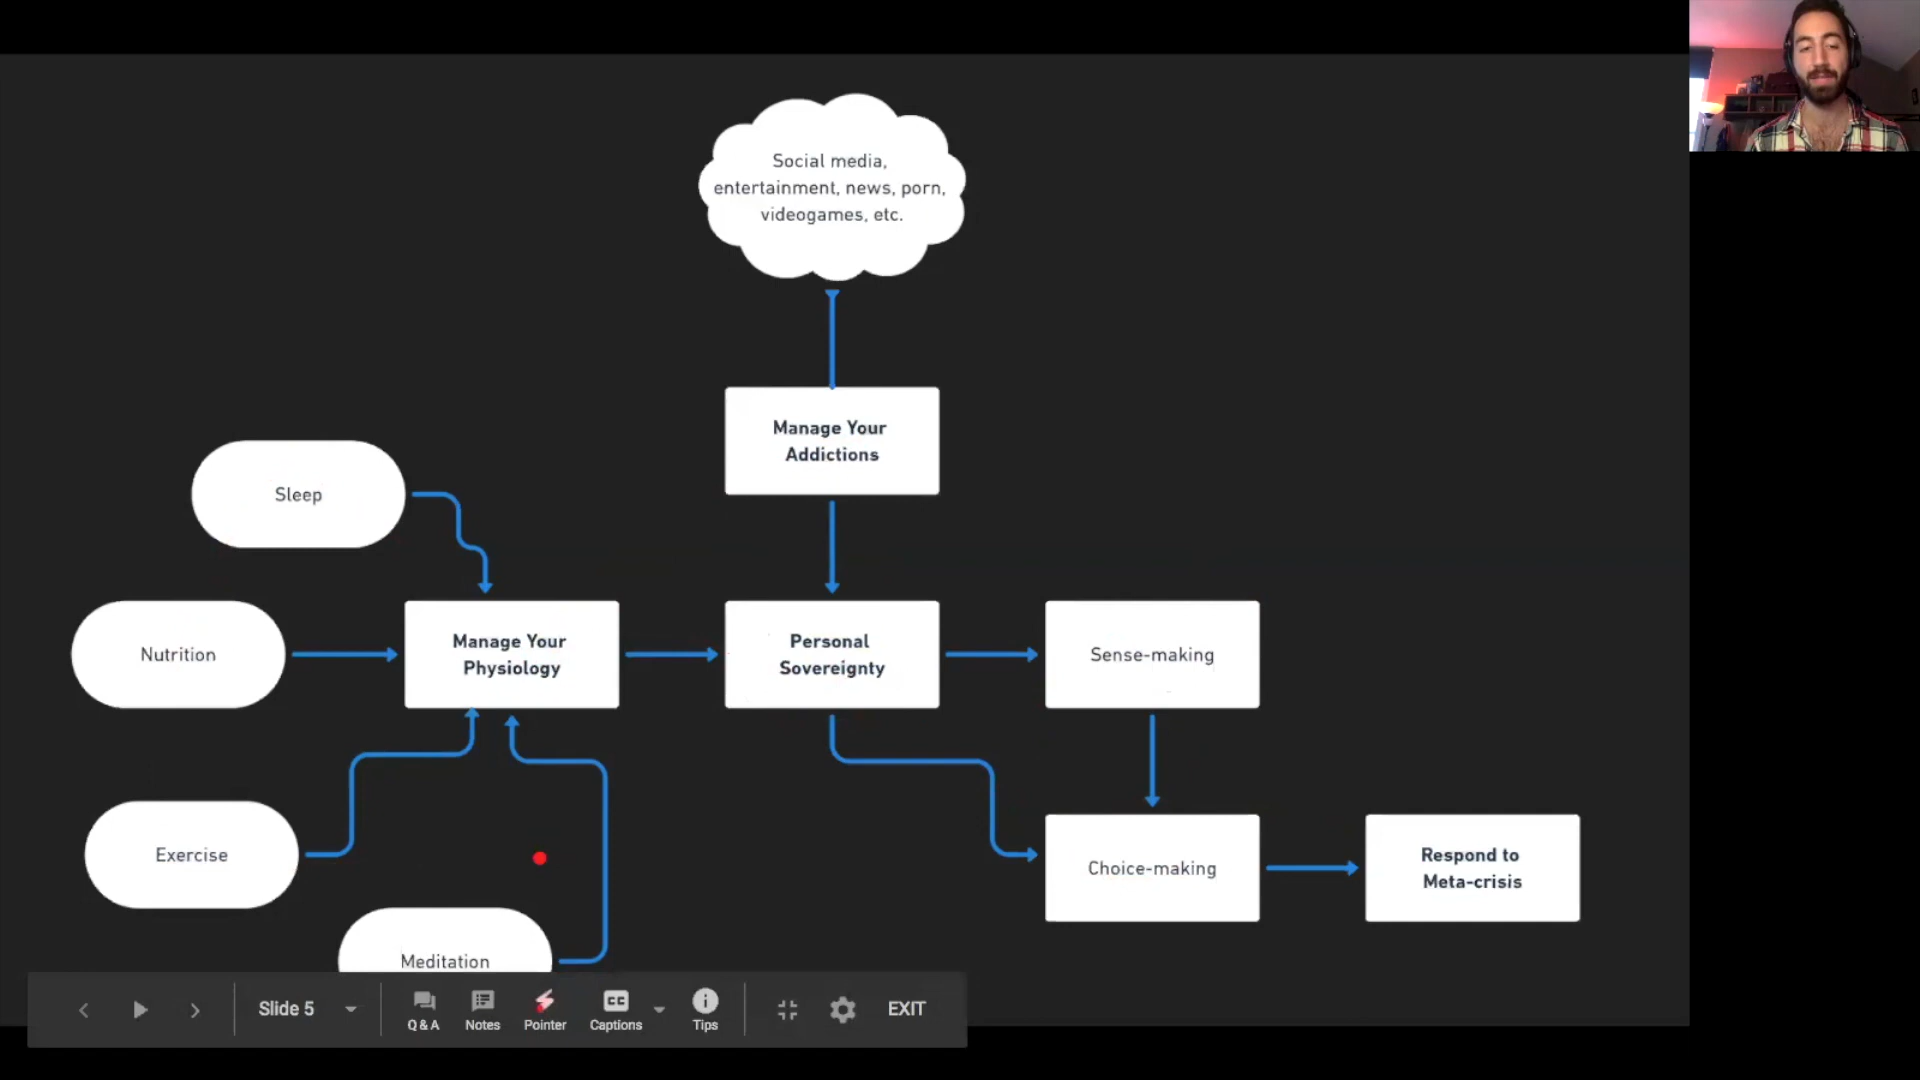 Social media,
entertainment, news, porn,
videogames, etc.
Manage Your
Addictions
Sleep
Nutrition
Manage Your
Physiology
Personal
Sovereignty
Sense-making
Exercise
Choice-making
Respond to
Meta-crisis
Meditation
Slide 5
Q & A
Notes
Pointer
CC
Captions
Tips
EXIT